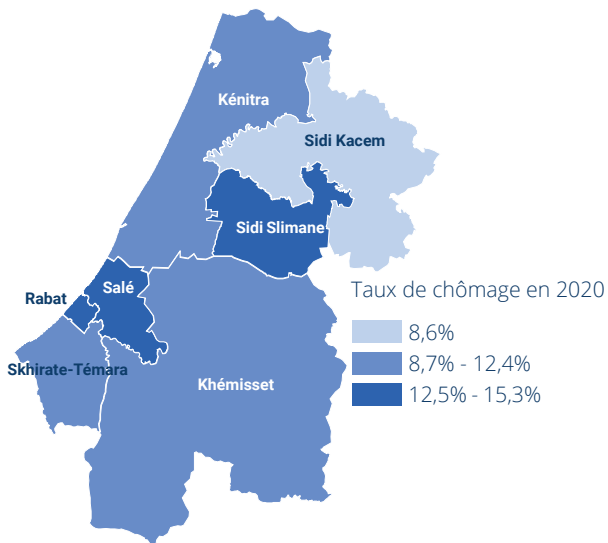 Kénitra
Sidi Kacem
Sidi Slimane
Rabat
Salé
Skhirate-Témara
Khémisset
Taux de chômage en 2020
8,6%
8,7% - 12,4%
12,5% - 15,3%